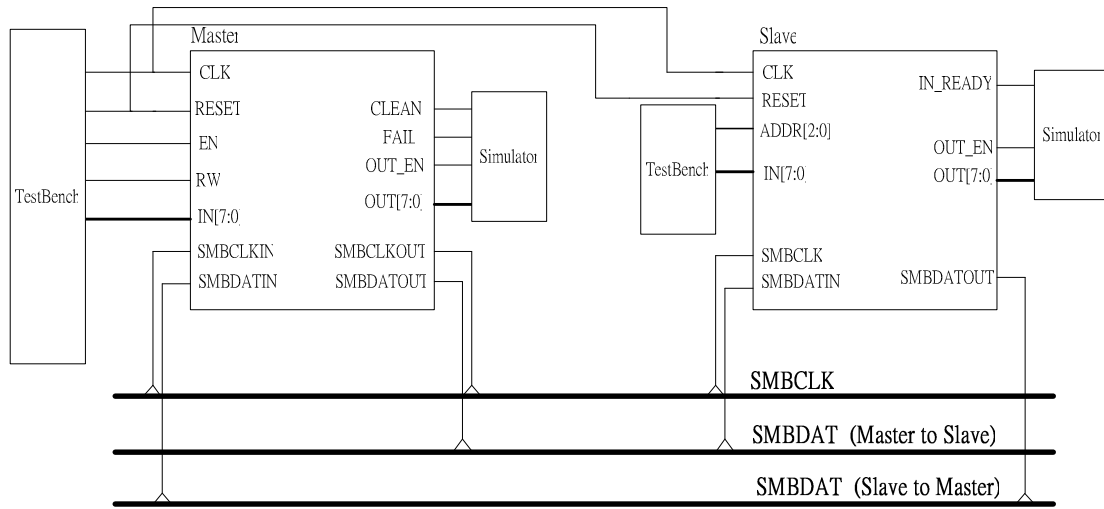 Master
Slave
CLK
RESET
EN
RW
IN[7:0]
SMBCLKIN
SMBDATIN
CLEAN
FAIL
OUT_EN
OUT[7:0]
SMBCLKOUT
SMBDATOUT
TestBench
Simulator
CLK
RESET
ADDR[2:0]
IN[7:0]
SMBCLK
SMBDATIN
IN_READY
OUT_EN
OUT[7:0]
SMBDATOUT
TestBench
Simulator
SMBCLK
SMBDAT (Master to Slave)
SMBDAT (Slave to Master)